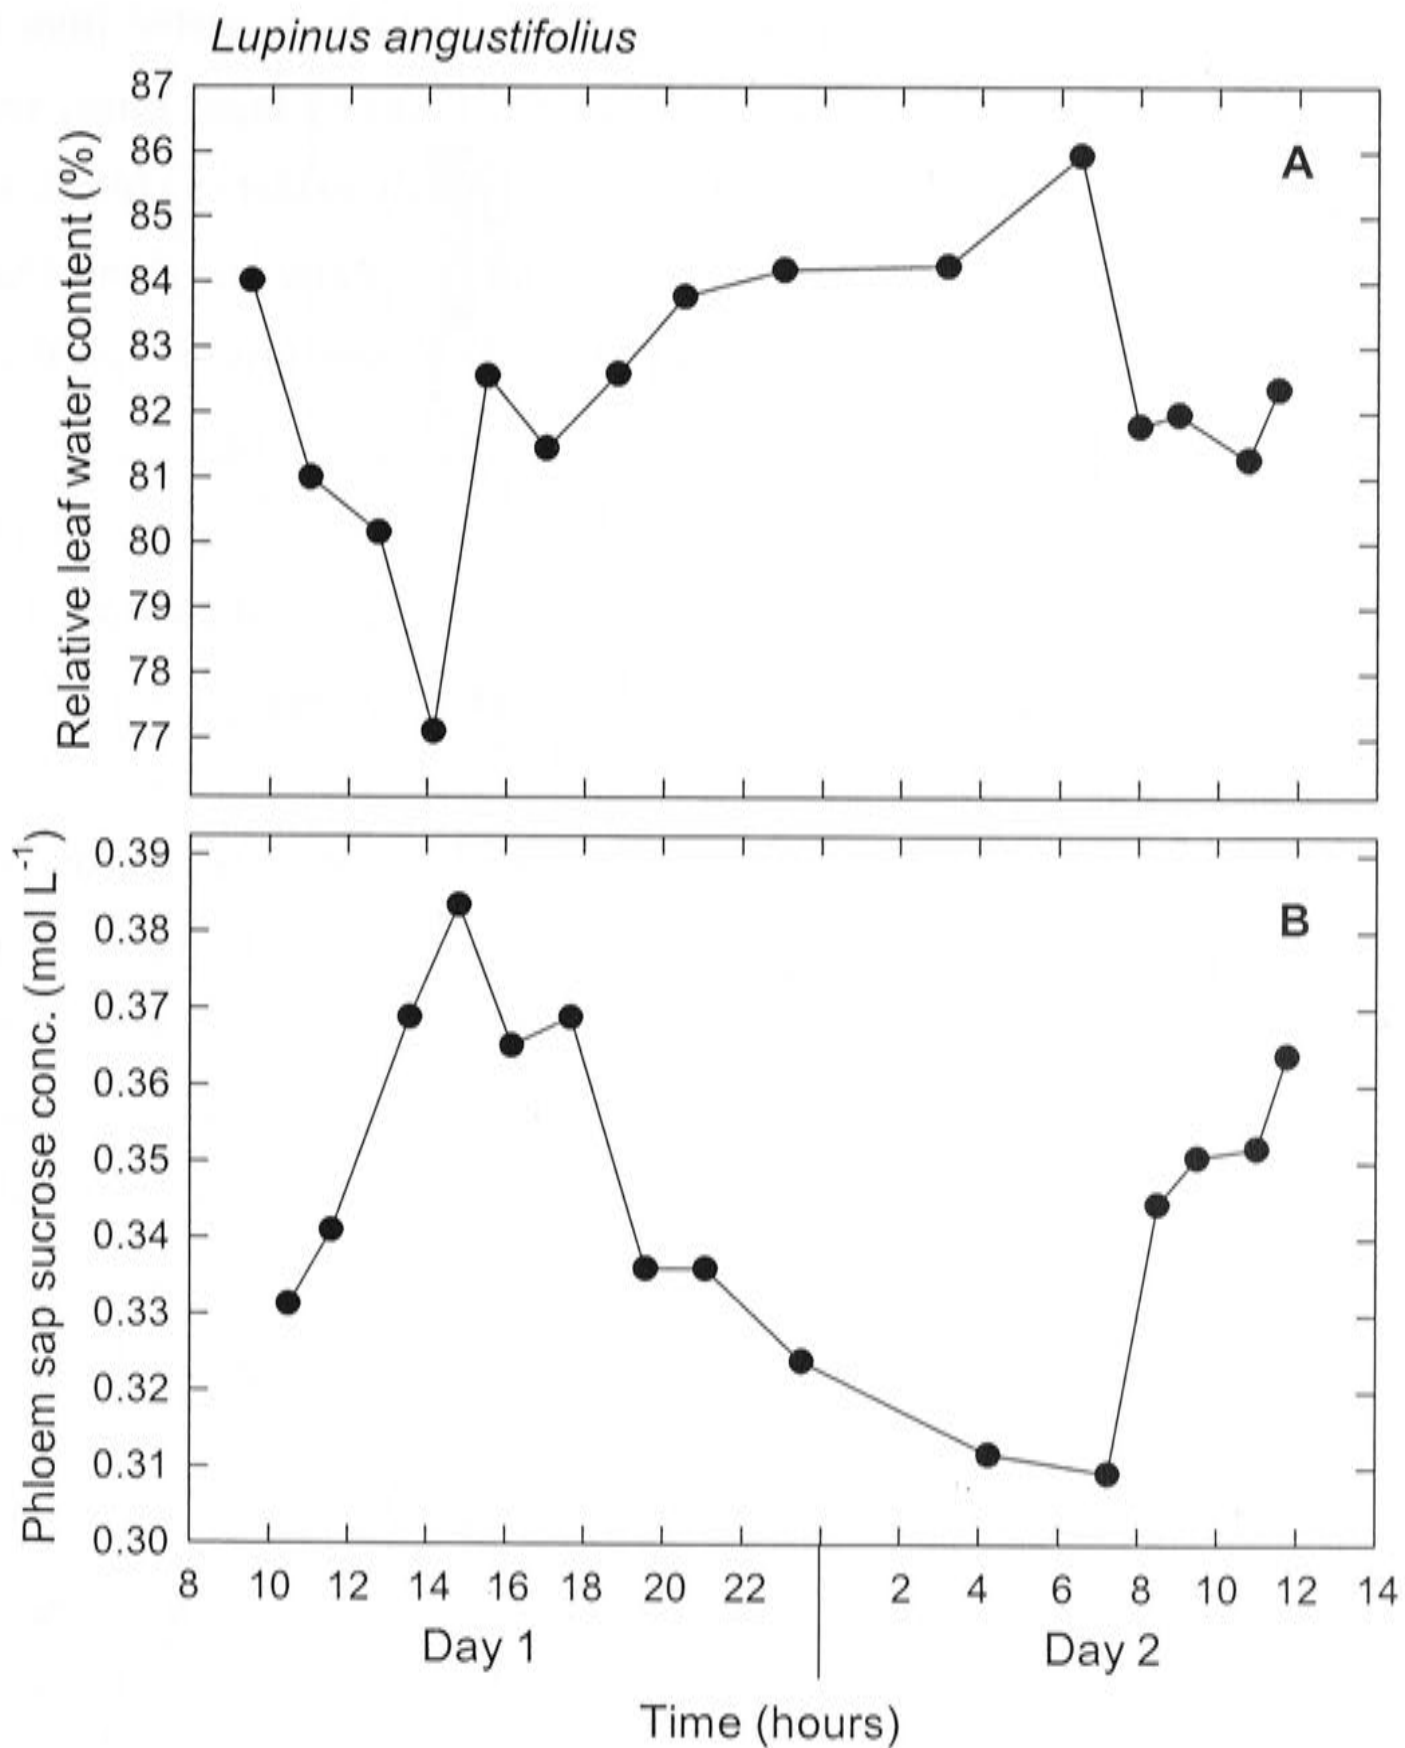 Lupinus angustifolius
Relative leaf water content (%)
87
86
85
84
83
82
81
80
79
78
77
A
Phloem sap sucrose conc. (mol L⁻¹)
0.39
0.38
0.37
0.36
0.35
0.34
0.33
0.32
0.31
0.30
B
8 10 12 14 16 18 20 22 2 4 6 8 10 12 14
Day 1 Day 2
Time (hours)